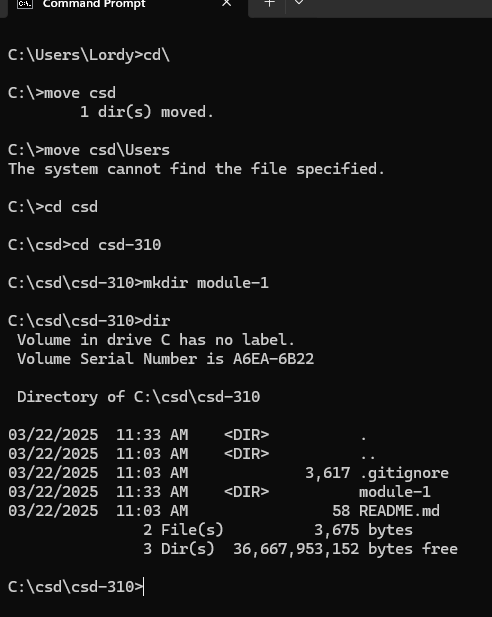 Command Prompt
C:\Users\Lordy>cd\
C:\>move csd
        1 dir(s) moved.
C:\>move csd\Users
The system cannot find the file specified.
C:\>cd csd
C:\csd>cd csd-310
C:\csd\csd-310>mkdir module-1
C:\csd\csd-310>dir
 Volume in drive C has no label.
 Volume Serial Number is A6EA-6B22
 Directory of C:\csd\csd-310
03/22/2025  11:33 AM    <DIR>          .
03/22/2025  11:03 AM    <DIR>          ..
03/22/2025  11:03 AM             3,617 .gitignore
03/22/2025  11:33 AM    <DIR>          module-1
03/22/2025  11:03 AM                58 README.md
               2 File(s)          3,675 bytes
               3 Dir(s)  36,667,953,152 bytes free
C:\csd\csd-310>